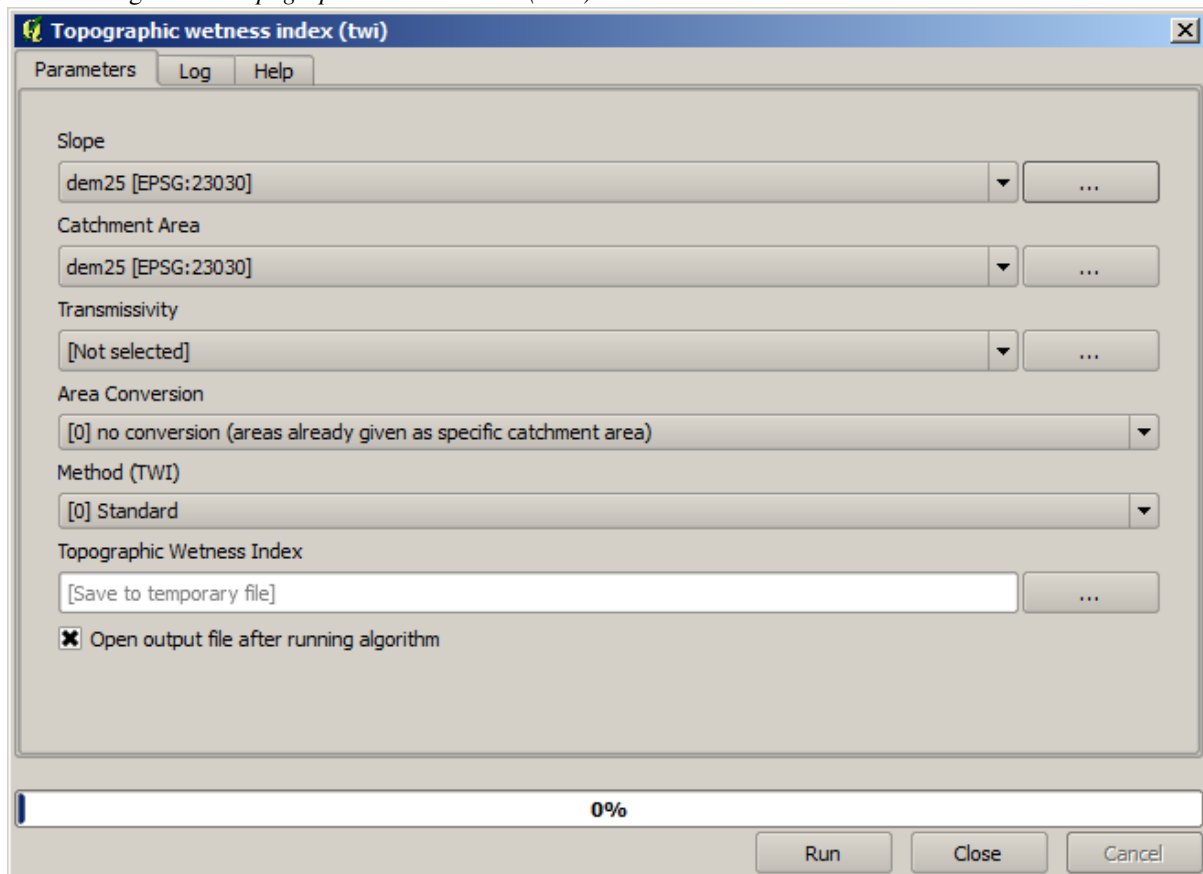 Topographic wetness index (twi)
Parameters Log Help
Slope
dem25 [EPSG:23030] ...
Catchment Area
dem25 [EPSG:23030] ...
Transmissivity
[Not selected] ...
Area Conversion
[0] no conversion (areas already given as specific catchment area)
Method (TWI)
[0] Standard
Topographic Wetness Index
[Save to temporary file] ...
Open output file after running algorithm
0%
Run Close Cancel